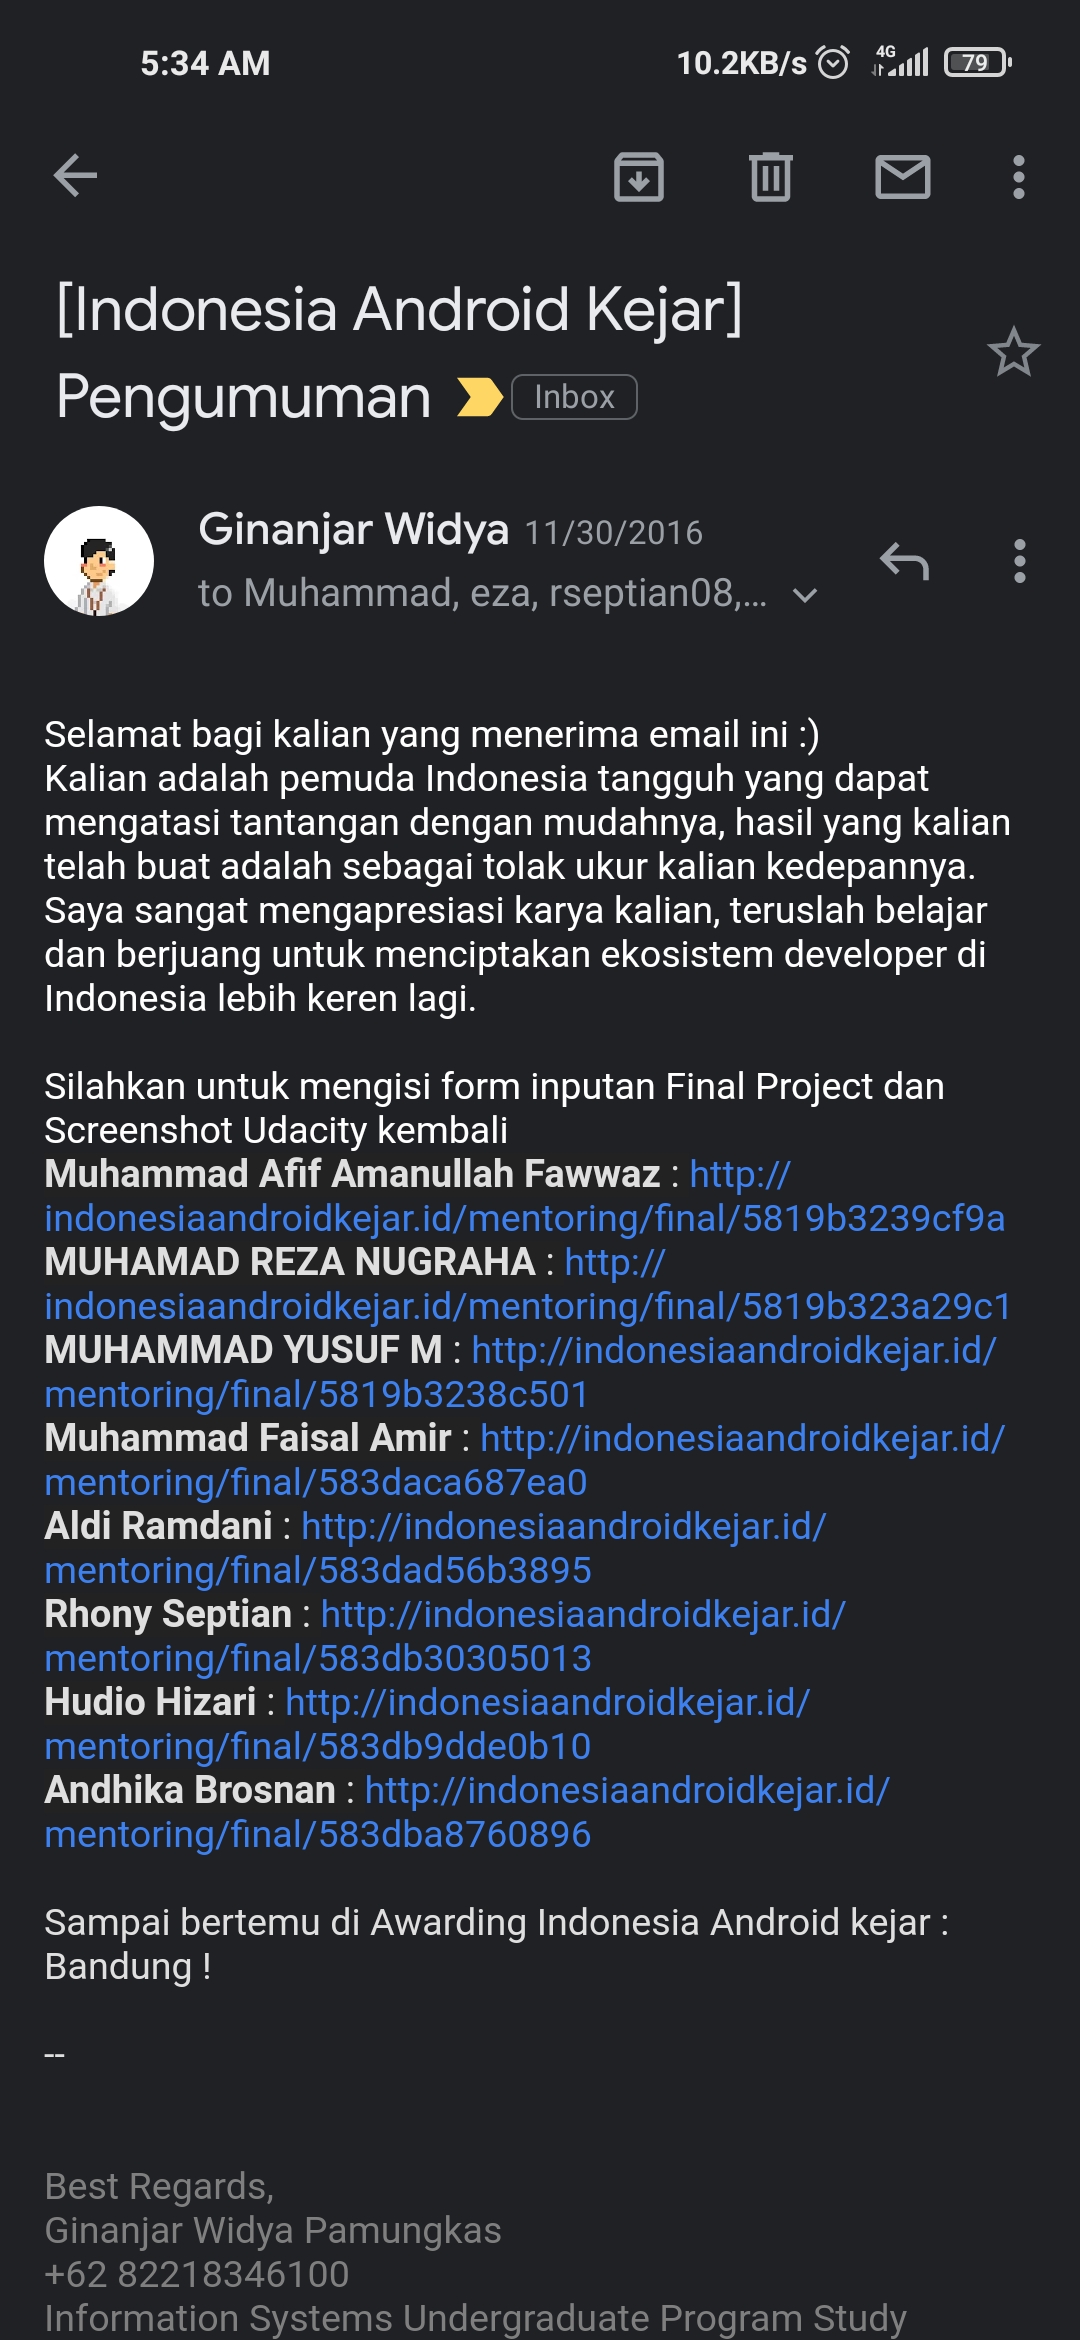 5:34 AM
10.2KB/s 4G 79
[Indonesia Android Kejar]
Pengumuman Inbox
Ginanjar Widya 11/30/2016
to Muhammad, eza, rseptian08,...
Selamat bagi kalian yang menerima email ini :)
Kalian adalah pemuda Indonesia tangguh yang dapat
mengatasi tantangan dengan mudahnya, hasil yang kalian
telah buat adalah sebagai tolak ukur kalian kedepannya.
Saya sangat mengapresiasi karya kalian, teruslah belajar
dan berjuang untuk menciptakan ekosistem developer di
Indonesia lebih keren lagi.
Silahkan untuk mengisi form inputan Final Project dan
Screenshot Udacity kembali
Muhammad Afif Amanullah Fawwaz : http://
indonesiaandroidkejar.id/mentoring/final/5819b3239cf9a
MUHAMAD REZA NUGRAHA : http://
indonesiaandroidkejar.id/mentoring/final/5819b323a29c1
MUHAMMAD YUSUF M : http://indonesiaandroidkejar.id/
mentoring/final/5819b3238c501
Muhammad Faisal Amir : http://indonesiaandroidkejar.id/
mentoring/final/583daca687ea0
Aldi Ramdani : http://indonesiaandroidkejar.id/
mentoring/final/583dad56b3895
Rhony Septian : http://indonesiaandroidkejar.id/
mentoring/final/583db30305013
Hudio Hizari : http://indonesiaandroidkejar.id/
mentoring/final/583db9dde0b10
Andhika Brosnan : http://indonesiaandroidkejar.id/
mentoring/final/583dba8760896
Sampai bertemu di Awarding Indonesia Android kejar :
Bandung !
--
Best Regards,
Ginanjar Widya Pamungkas
+62 82218346100
Information Systems Undergraduate Program Study